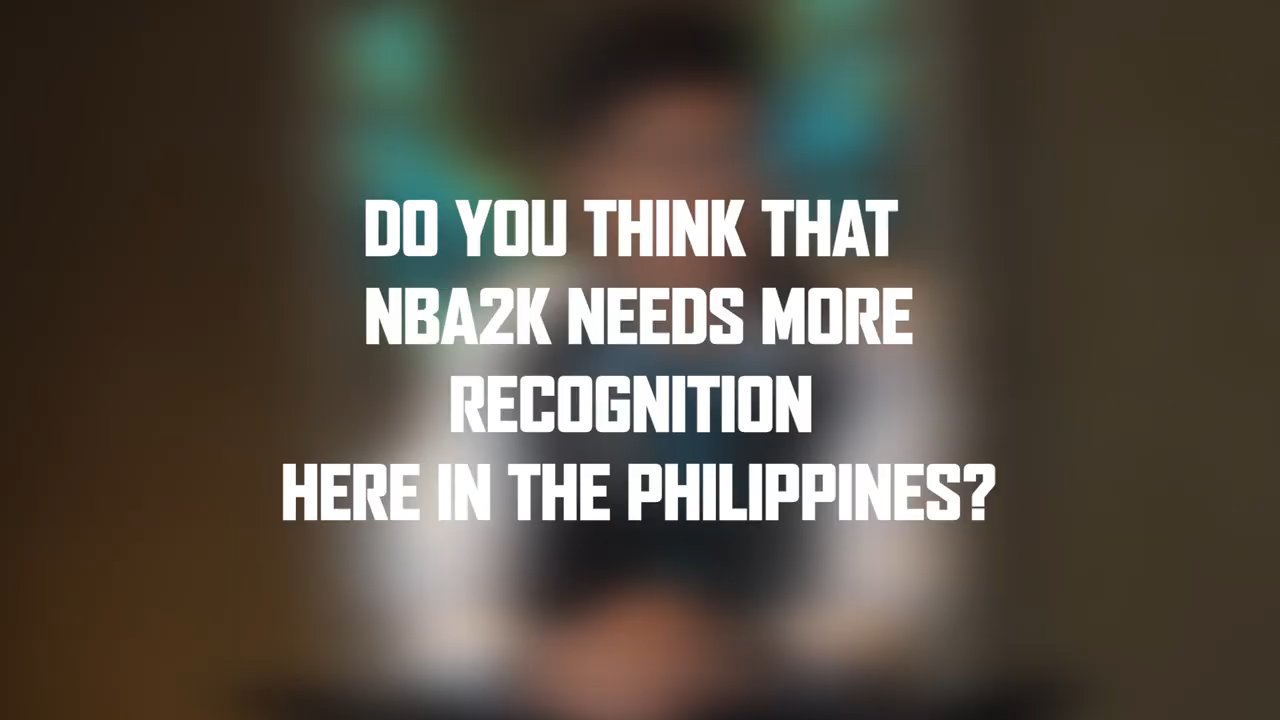 DO YOU THINK THAT
NBA2K NEEDS MORE
RECOGNITION
HERE IN THE PHILIPPINES?